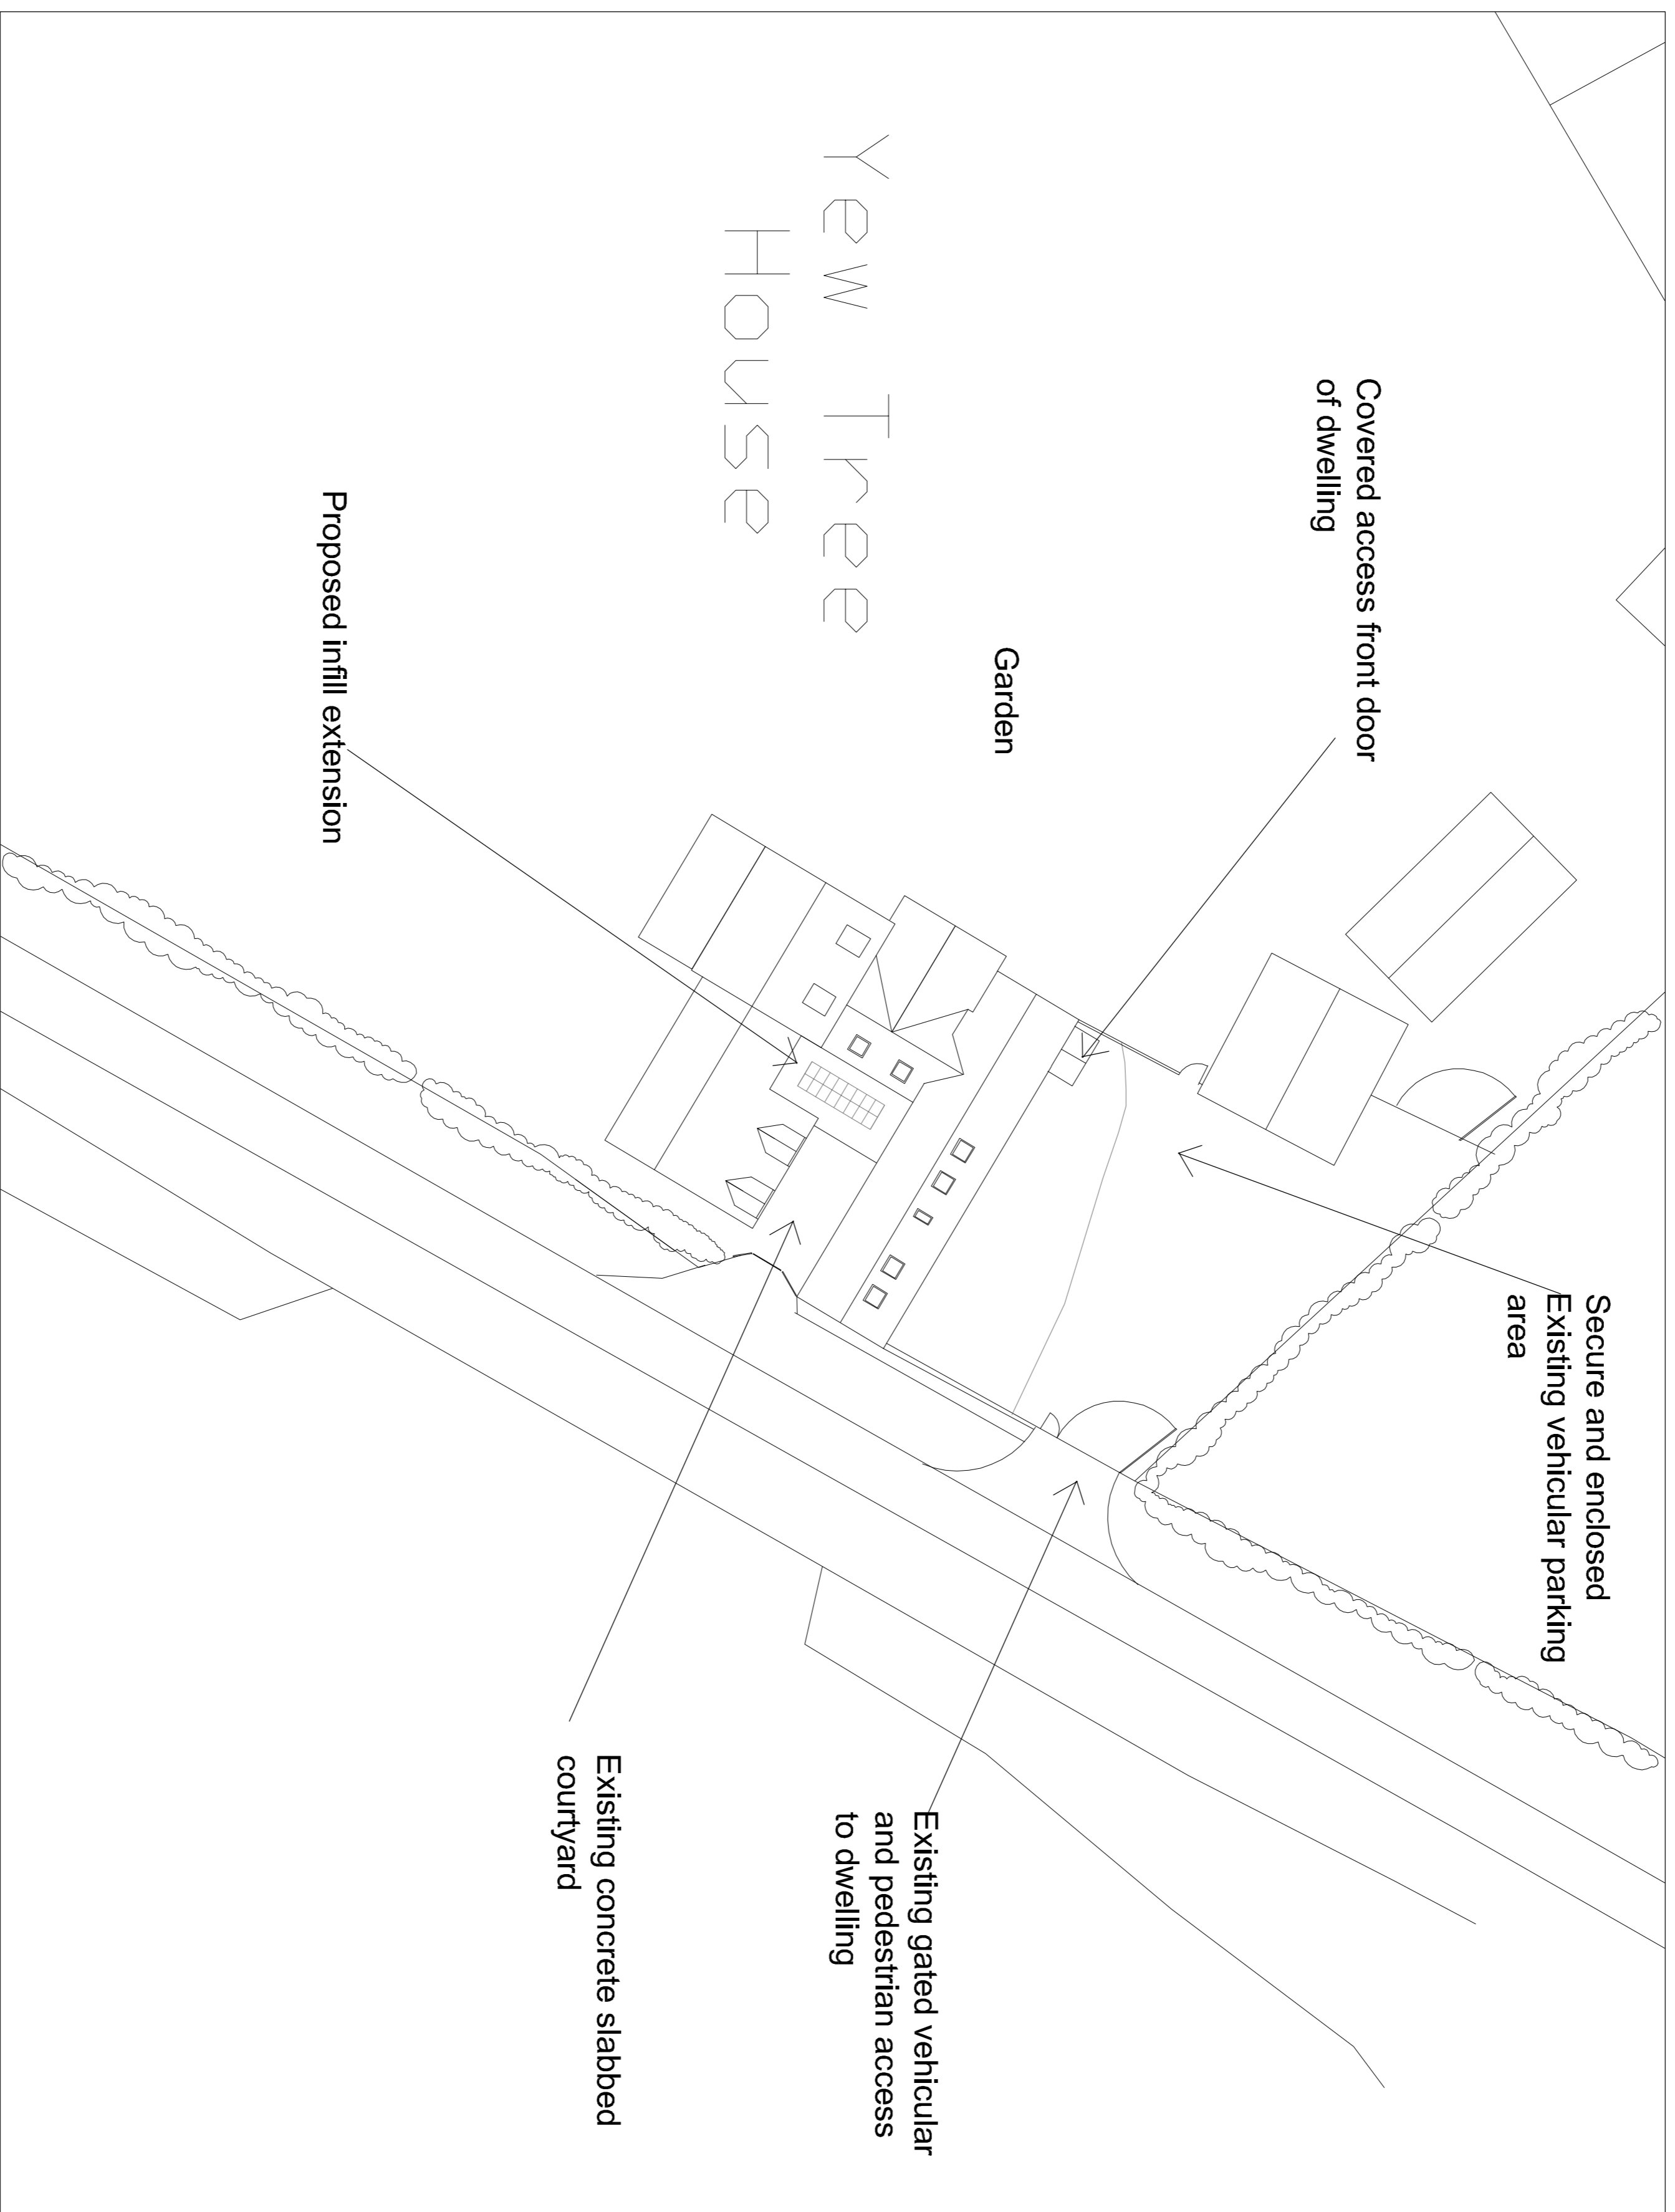 Secure and enclosed
Existing vehicular parking
area
Covered access front door
of dwelling
Garden
Yew Tree
House
Existing gated vehicular
and pedestrian access
to dwelling
Existing concrete slabbed
courtyard
Proposed infill extension